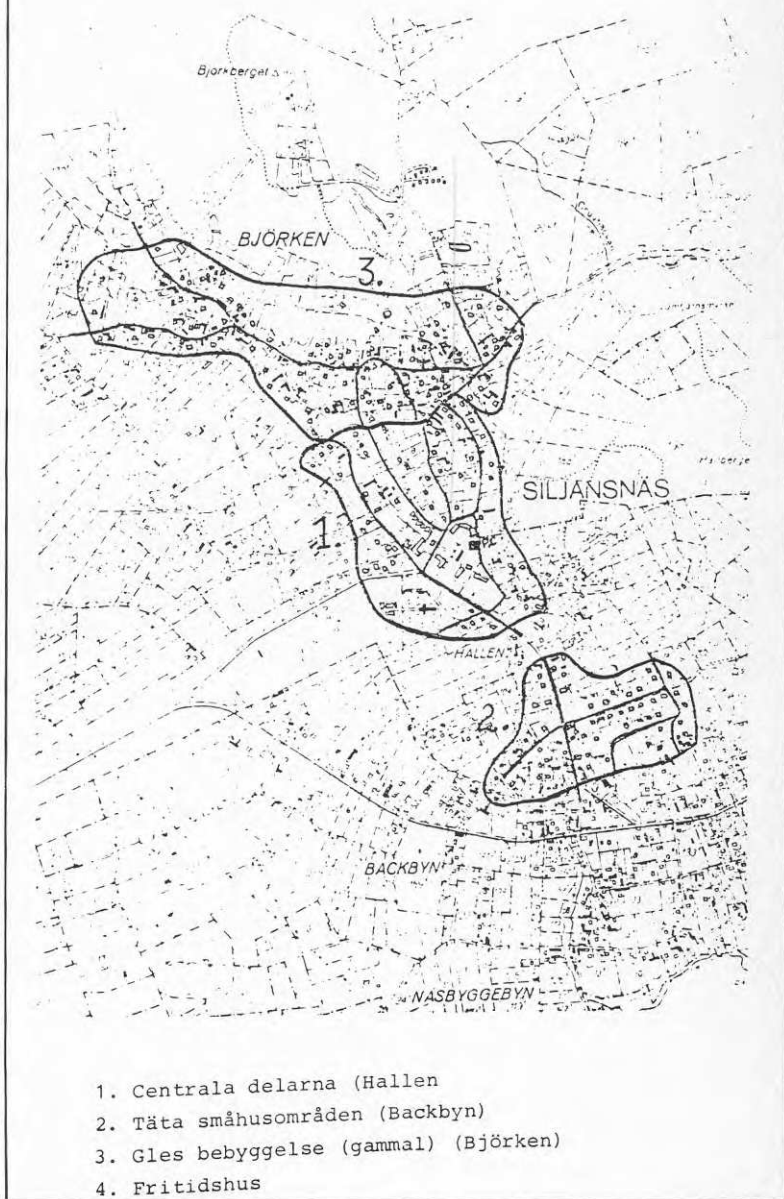 Björkberget
BJÖRKEN
3.
SILJANSNÄS
1
HALLEN
2
BACKBYN
NÄSBYGGEBYN
1. Centrala delarna (Hallen
2. Täta småhusområden (Backbyn)
3. Gles bebyggelse (gammal) (Björken)
4. Fritidshus